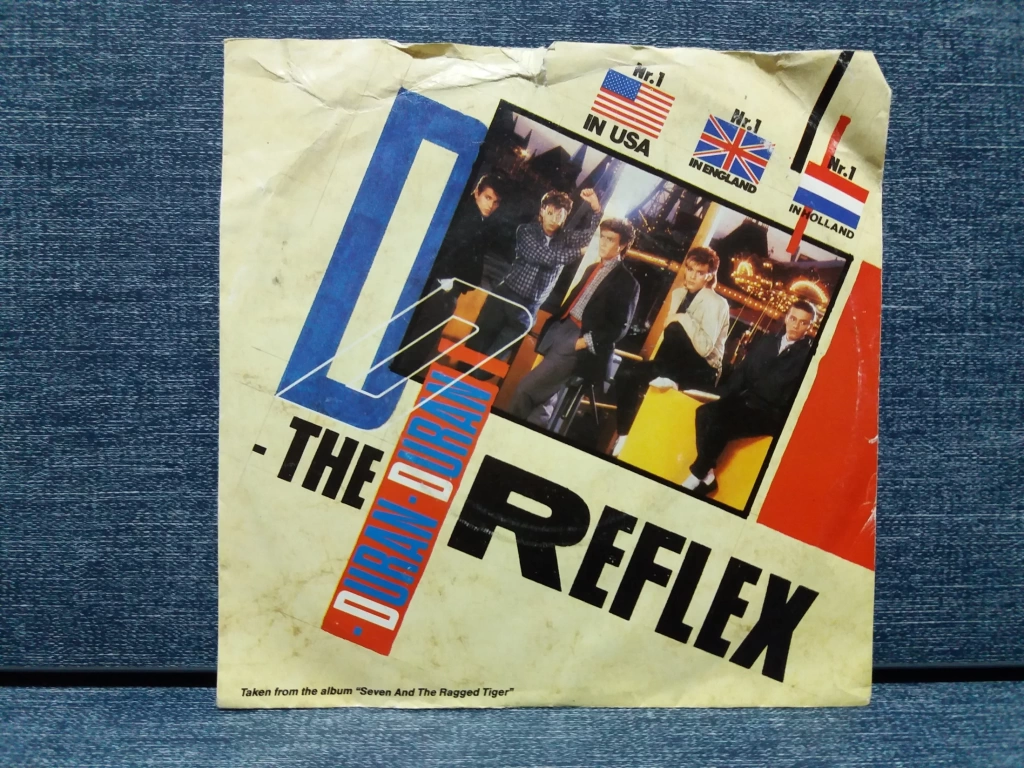 Nr.1
IN USA
Nr.1
IN ENGLAND
Nr.1
IN HOLLAND
D
- THE REFLEX
· DURAN · DURAN
Taken from the album "Seven And The Ragged Tiger"